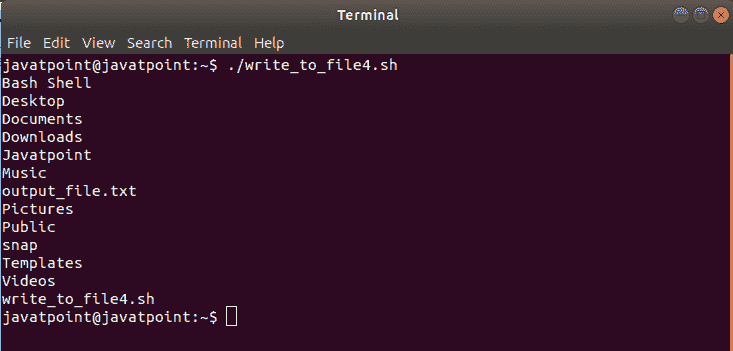 Terminal
File Edit View Search Terminal Help
javatpoint@javatpoint:~$ ./write_to_file4.sh
Bash Shell
Desktop
Documents
Downloads
Javatpoint
Music
output_file.txt
Pictures
Public
snap
Templates
Videos
write_to_file4.sh
javatpoint@javatpoint:~$